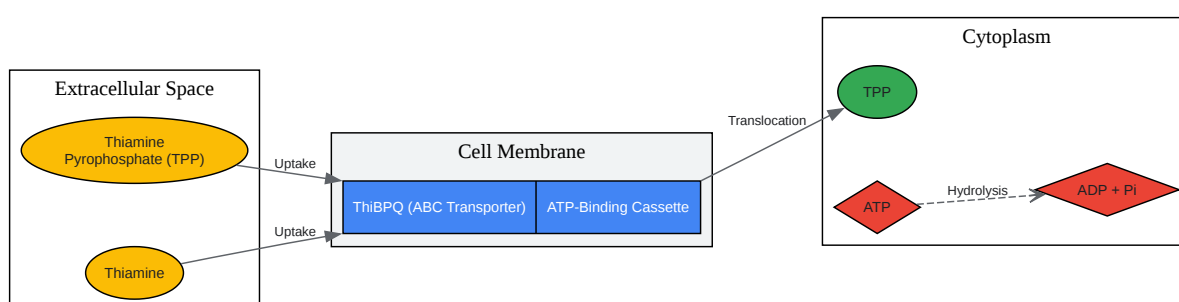 Extracellular Space
Thiamine
Pyrophosphate (TPP)
Thiamine
Uptake
Uptake
Cell Membrane
ThiBPQ (ABC Transporter)
ATP-Binding Cassette
Translocation
Cytoplasm
TPP
ATP
Hydrolysis
ADP + Pi